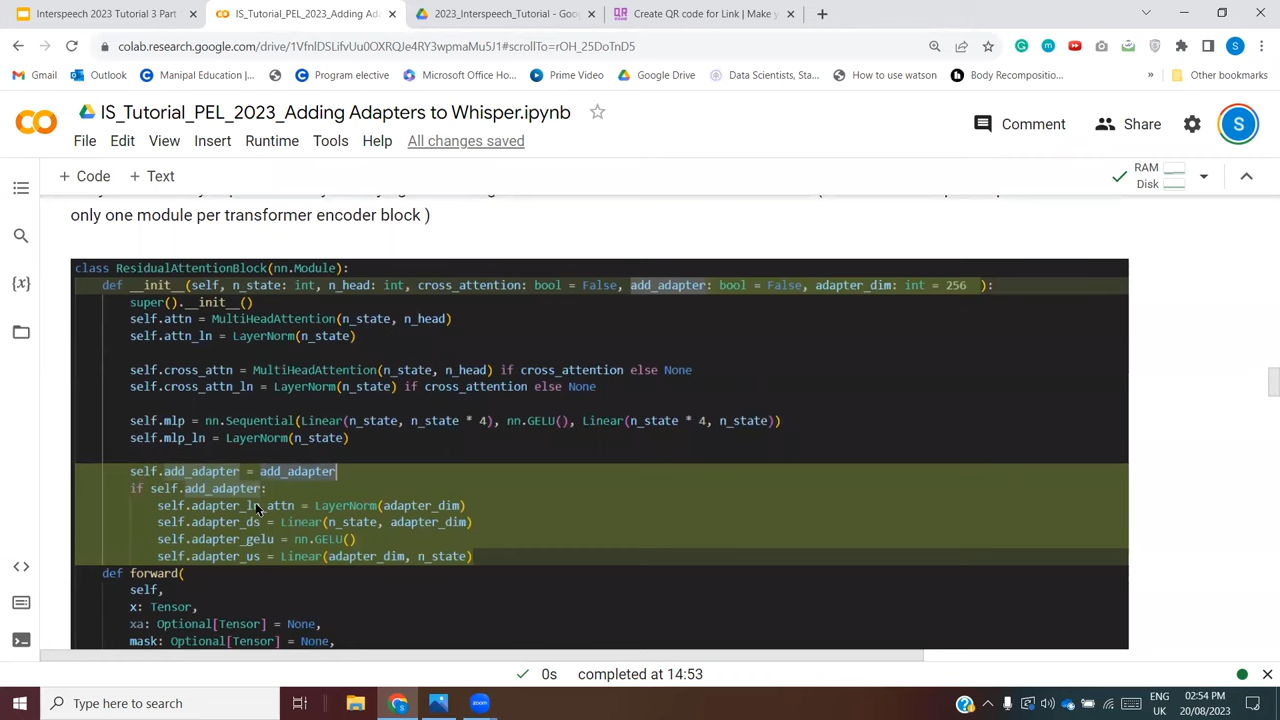 Interspeech 2023 Tutorial 3 Part
IS_Tutorial_PEL_2023_Adding Ad
2023_Interspeech_Tutorial - Goo
Create QR code for Link | Make y
colab.research.google.com/drive/1VfnlDSLifvUu0OXRQJe4RY3wpmaMu5J1#scrollTo=rOH_25DoTnD5
Gmail
Outlook
Manipal Education |...
Program elective
Microsoft Office Ho...
Prime Video
Google Drive
Data Scientists, Sta...
How to use watson
Body Recompositio...
»
Other bookmarks
IS_Tutorial_PEL_2023_Adding Adapters to Whisper.ipynb
File Edit View Insert Runtime Tools Help All changes saved
Comment
Share
S
+ Code + Text
RAM
Disk
only one module per transformer encoder block )
class ResidualAttentionBlock(nn.Module):
def __init__(self, n_state: int, n_head: int, cross_attention: bool = False, add_adapter: bool = False, adapter_dim: int = 256 ):
super().__init__()
self.attn = MultiHeadAttention(n_state, n_head)
self.attn_ln = LayerNorm(n_state)
self.cross_attn = MultiHeadAttention(n_state, n_head) if cross_attention else None
self.cross_attn_ln = LayerNorm(n_state) if cross_attention else None
self.mlp = nn.Sequential(Linear(n_state, n_state * 4), nn.GELU(), Linear(n_state * 4, n_state))
self.mlp_ln = LayerNorm(n_state)
self.add_adapter = add_adapter
if self.add_adapter:
self.adapter_ln_attn = LayerNorm(adapter_dim)
self.adapter_ds = Linear(n_state, adapter_dim)
self.adapter_gelu = nn.GELU()
self.adapter_us = Linear(adapter_dim, n_state)
def forward(
self,
x: Tensor,
xa: Optional[Tensor] = None,
mask: Optional[Tensor] = None,
0s completed at 14:53
Type here to search
ENG
UK
02:54 PM
20/08/2023